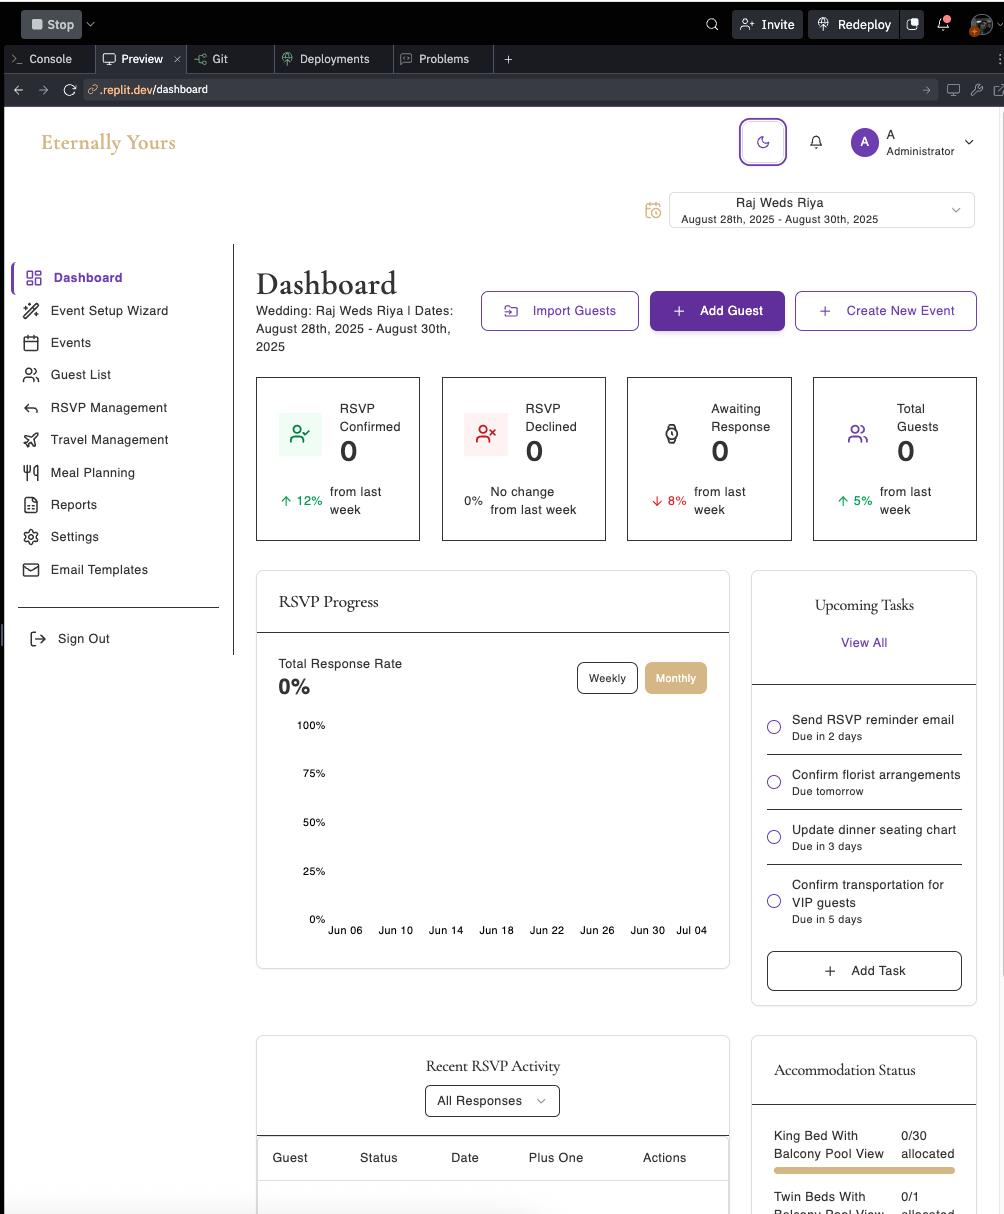 Stop
Invite
Redeploy
Console
Preview
Git
Deployments
Problems
.replit.dev/dashboard
Eternally Yours
A
A
Administrator
Raj Weds Riya
August 28th, 2025 - August 30th, 2025
Dashboard
Event Setup Wizard
Events
Guest List
RSVP Management
Travel Management
Meal Planning
Reports
Settings
Email Templates
Sign Out
Dashboard
Wedding: Raj Weds Riya | Dates:
August 28th, 2025 - August 30th,
2025
Import Guests
Add Guest
Create New Event
RSVP
Confirmed
0
12%
from last
week
RSVP
Declined
0
0%
No change
from last week
Awaiting
Response
0
8%
from last
week
Total
Guests
0
5%
from last
week
RSVP Progress
Total Response Rate
0%
Weekly
Monthly
100%
75%
50%
25%
0%
Jun 06 Jun 10 Jun 14 Jun 18 Jun 22 Jun 26 Jun 30 Jul 04
Upcoming Tasks
View All
Send RSVP reminder email
Due in 2 days
Confirm florist arrangements
Due tomorrow
Update dinner seating chart
Due in 3 days
Confirm transportation for
VIP guests
Due in 5 days
Add Task
Recent RSVP Activity
All Responses
Guest Status Date Plus One Actions
Accommodation Status
King Bed With
Balcony Pool View
0/30
allocated
Twin Beds With
Balcony Pool View
0/1
allocated